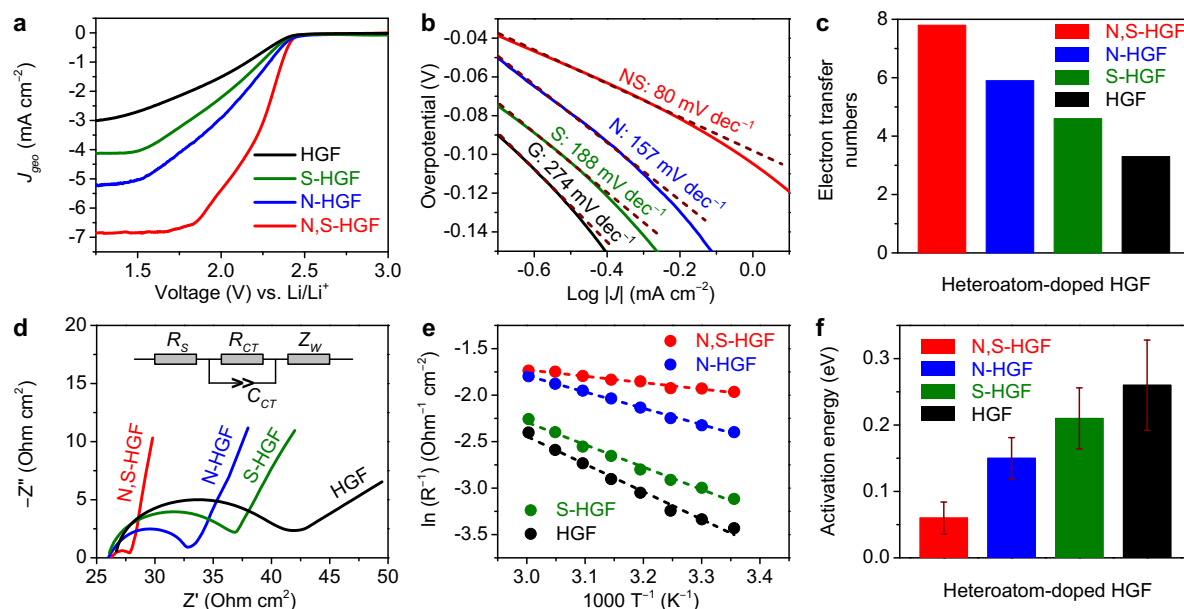 a
0
-1
-2
-3
-4
-5
-6
-7
J_geo (mA cm⁻²)
HGF
S-HGF
N-HGF
N,S-HGF
1.5 2.0 2.5 3.0
Voltage (V) vs. Li/Li⁺
b
-0.04
-0.06
-0.08
-0.10
-0.12
-0.14
Overpotential (V)
NS: 80 mV dec⁻¹
N: 157 mV dec⁻¹
S: 188 mV dec⁻¹
G: 274 mV dec⁻¹
-0.6 -0.4 -0.2 0.0
Log |J| (mA cm⁻²)
c
8
6
4
2
0
Electron transfer
numbers
N,S-HGF
N-HGF
S-HGF
HGF
Heteroatom-doped HGF
d
20
15
10
5
0
−Z" (Ohm cm²)
R_S R_CT Z_W
C_CT
N,S-HGF
N-HGF
S-HGF
HGF
25 30 35 40 45 50
Z' (Ohm cm²)
e
-1.5
-2.0
-2.5
-3.0
-3.5
ln (R⁻¹) (Ohm⁻¹ cm⁻²)
N,S-HGF
N-HGF
S-HGF
HGF
3.0 3.1 3.2 3.3 3.4
1000 T⁻¹ (K⁻¹)
f
0.3
0.2
0.1
0.0
Activation energy (eV)
N,S-HGF
N-HGF
S-HGF
HGF
Heteroatom-doped HGF